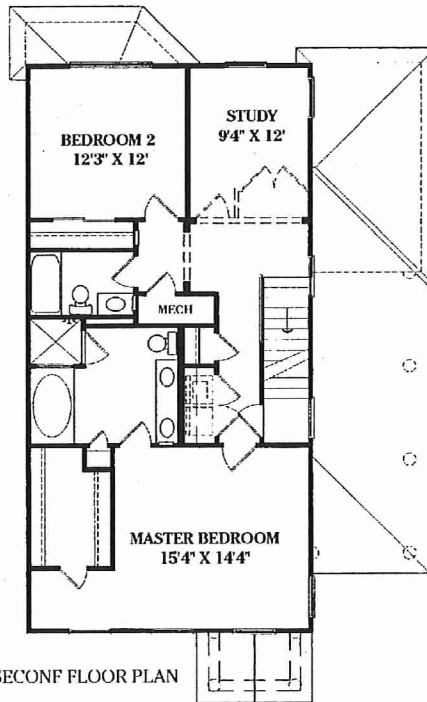 BEDROOM 2
12'3" X 12'
STUDY
9'4" X 12'
MECH
MASTER BEDROOM
15'4" X 14'4"
SECONF FLOOR PLAN